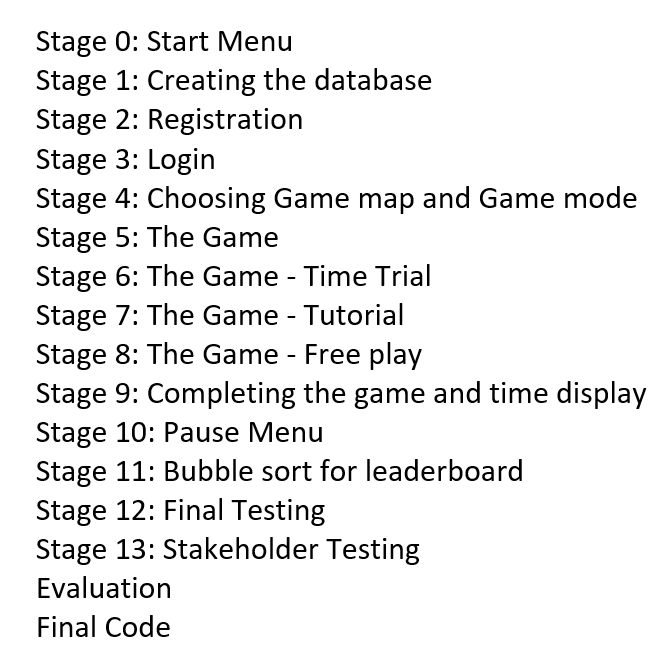 Stage 0: Start Menu
Stage 1: Creating the database
Stage 2: Registration
Stage 3: Login
Stage 4: Choosing Game map and Game mode
Stage 5: The Game
Stage 6: The Game - Time Trial
Stage 7: The Game - Tutorial
Stage 8: The Game - Free play
Stage 9: Completing the game and time display
Stage 10: Pause Menu
Stage 11: Bubble sort for leaderboard
Stage 12: Final Testing
Stage 13: Stakeholder Testing
Evaluation
Final Code